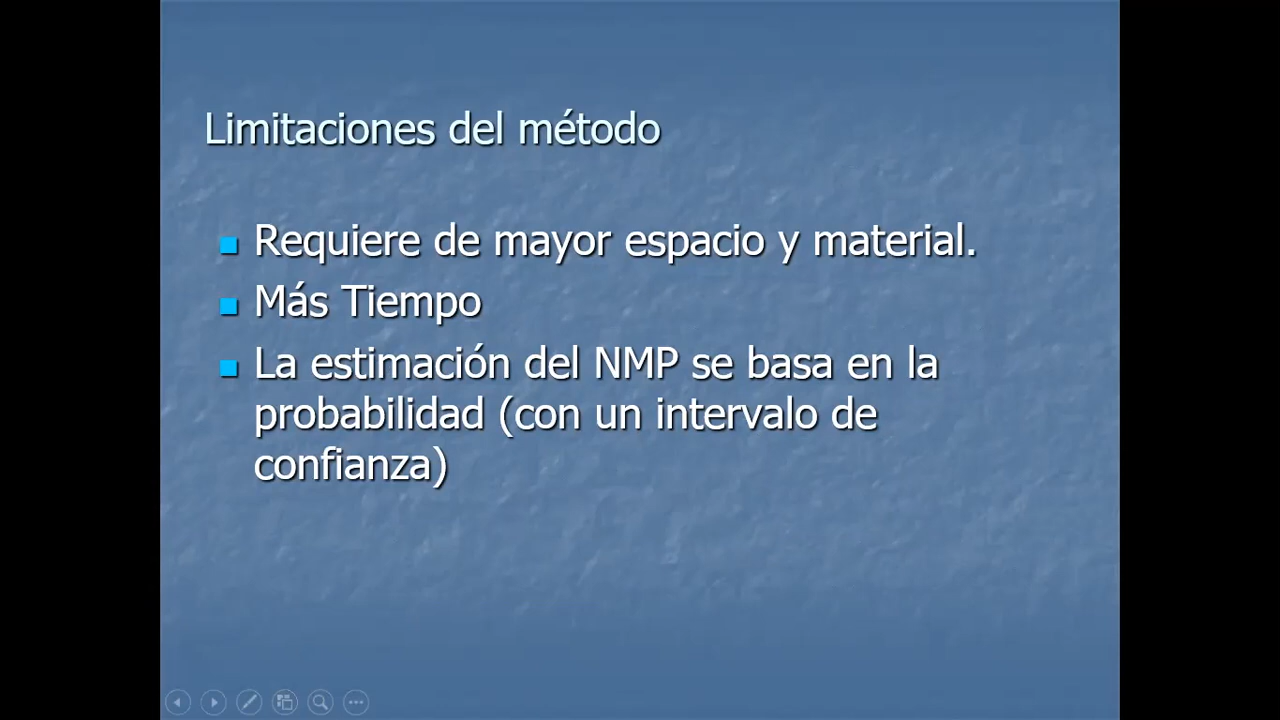 Limitaciones del método
Requiere de mayor espacio y material.
Más Tiempo
La estimación del NMP se basa en la
probabilidad (con un intervalo de
confianza)